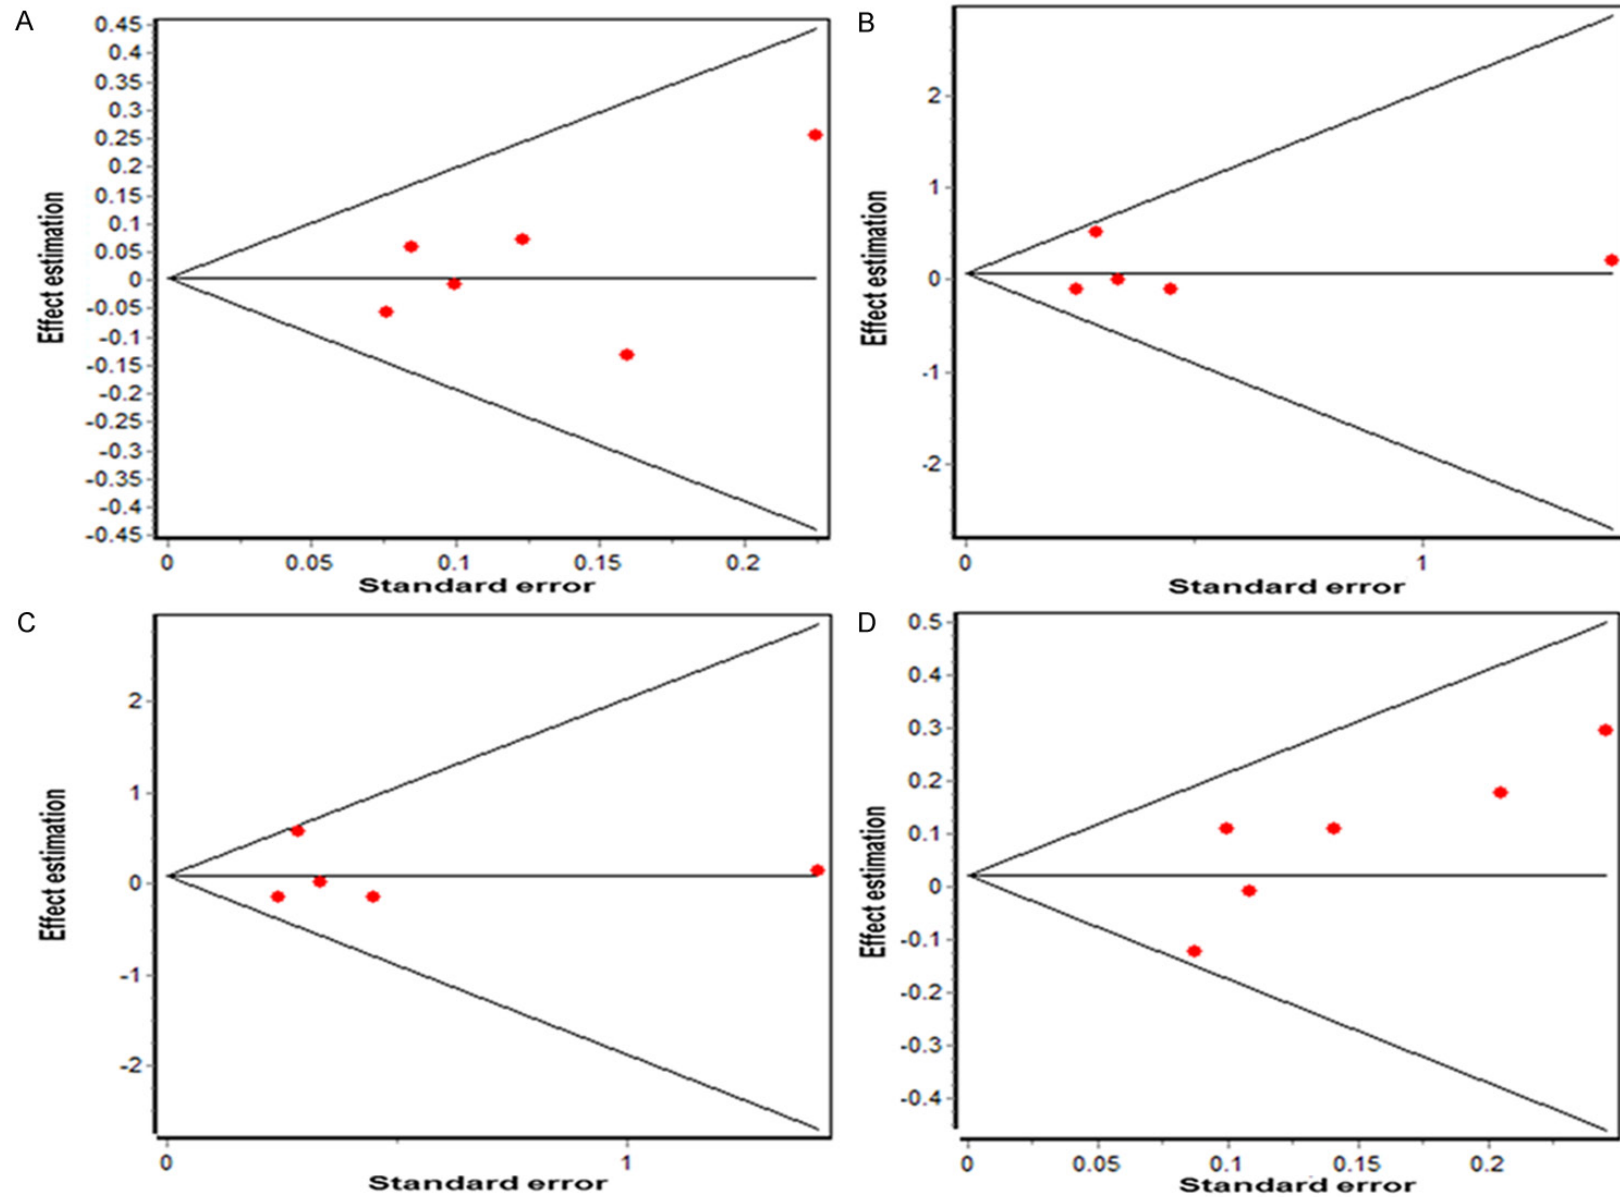 A
0.45
0.4
0.35
0.3
0.25
0.2
0.15
0.1
0.05
0
-0.05
-0.1
-0.15
-0.2
-0.25
-0.3
-0.35
-0.4
-0.45
Effect estimation
0 0.05 0.1 0.15 0.2
Standard error
B
2
1
0
-1
-2
Effect estimation
0 1
Standard error
C
2
1
0
-1
-2
Effect estimation
0 1
Standard error
D
0.5
0.4
0.3
0.2
0.1
0
-0.1
-0.2
-0.3
-0.4
Effect estimation
0 0.05 0.1 0.15 0.2
Standard error